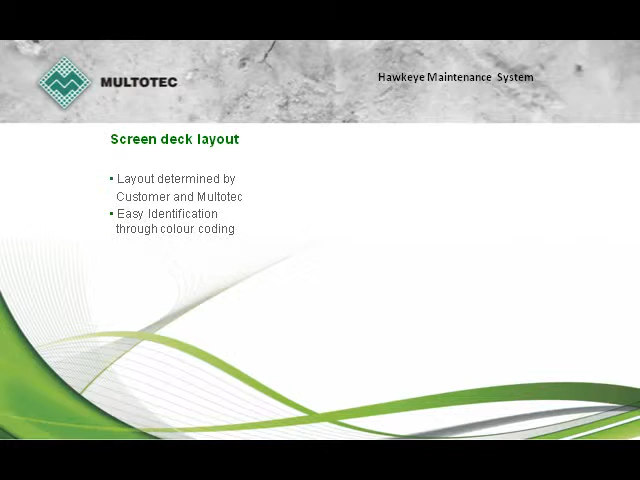 MULTOTEC
Hawkeye Maintenance System
Screen deck layout
▪ Layout determined by
Customer and Multotec
▪ Easy Identification
through colour coding